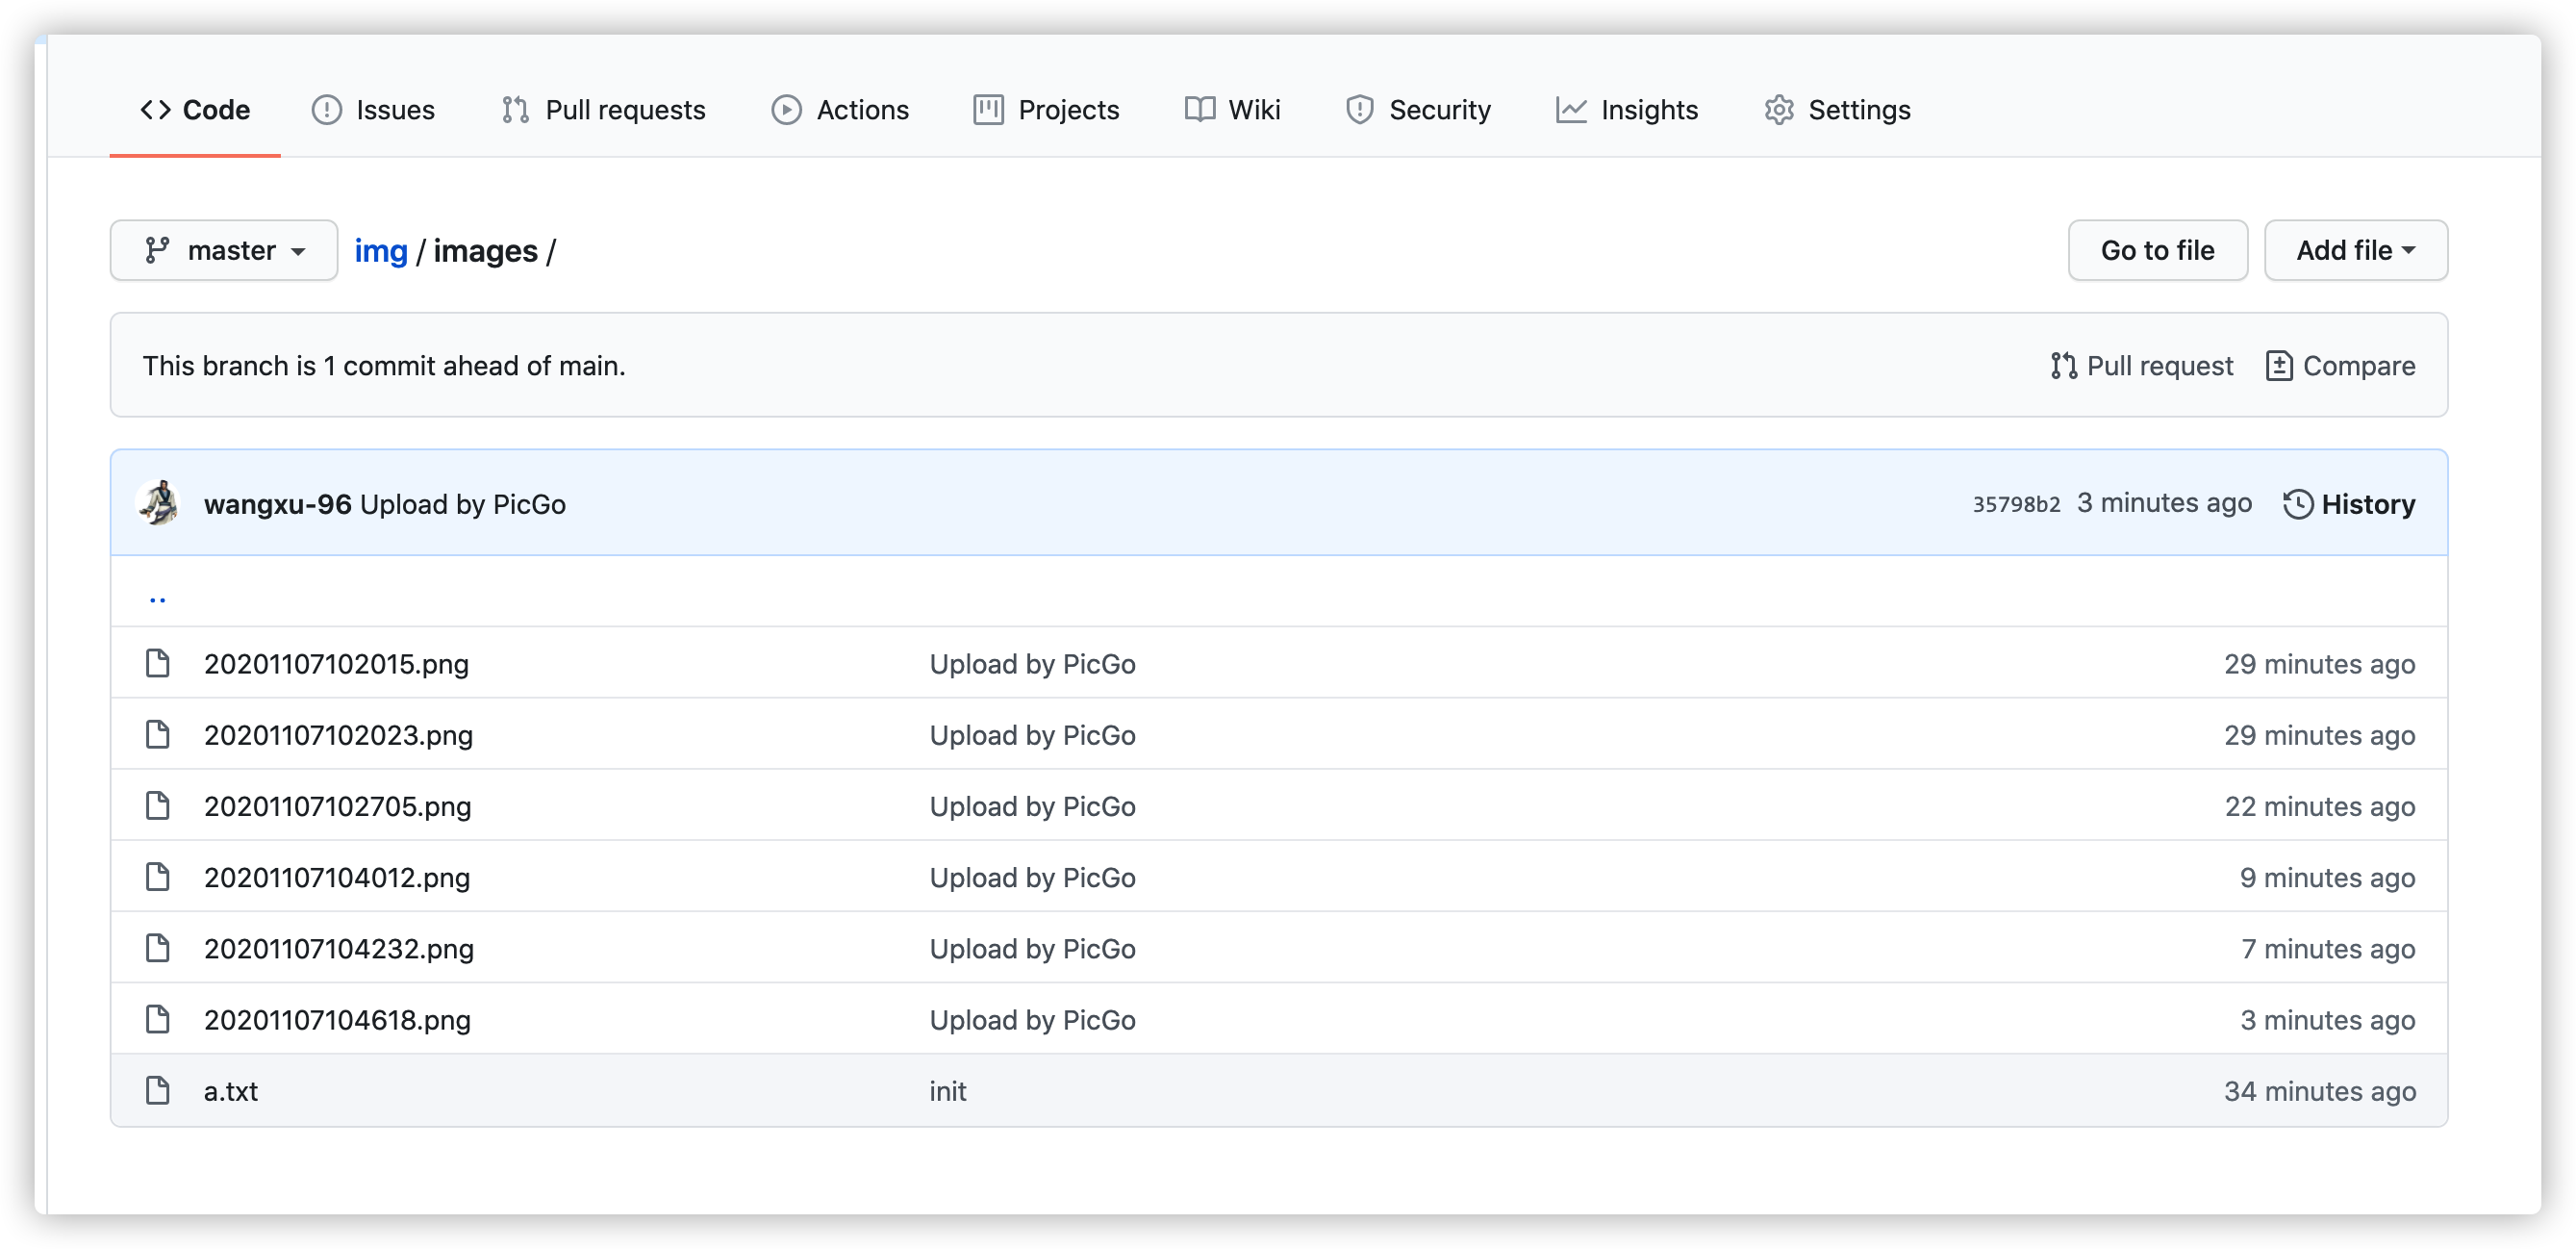 Code Issues Pull requests Actions Projects Wiki Security Insights Settings
master img / images / Go to file Add file
This branch is 1 commit ahead of main. Pull request Compare
wangxu-96 Upload by PicGo 35798b2 3 minutes ago History
..
20201107102015.png Upload by PicGo 29 minutes ago
20201107102023.png Upload by PicGo 29 minutes ago
20201107102705.png Upload by PicGo 22 minutes ago
20201107104012.png Upload by PicGo 9 minutes ago
20201107104232.png Upload by PicGo 7 minutes ago
20201107104618.png Upload by PicGo 3 minutes ago
a.txt init 34 minutes ago